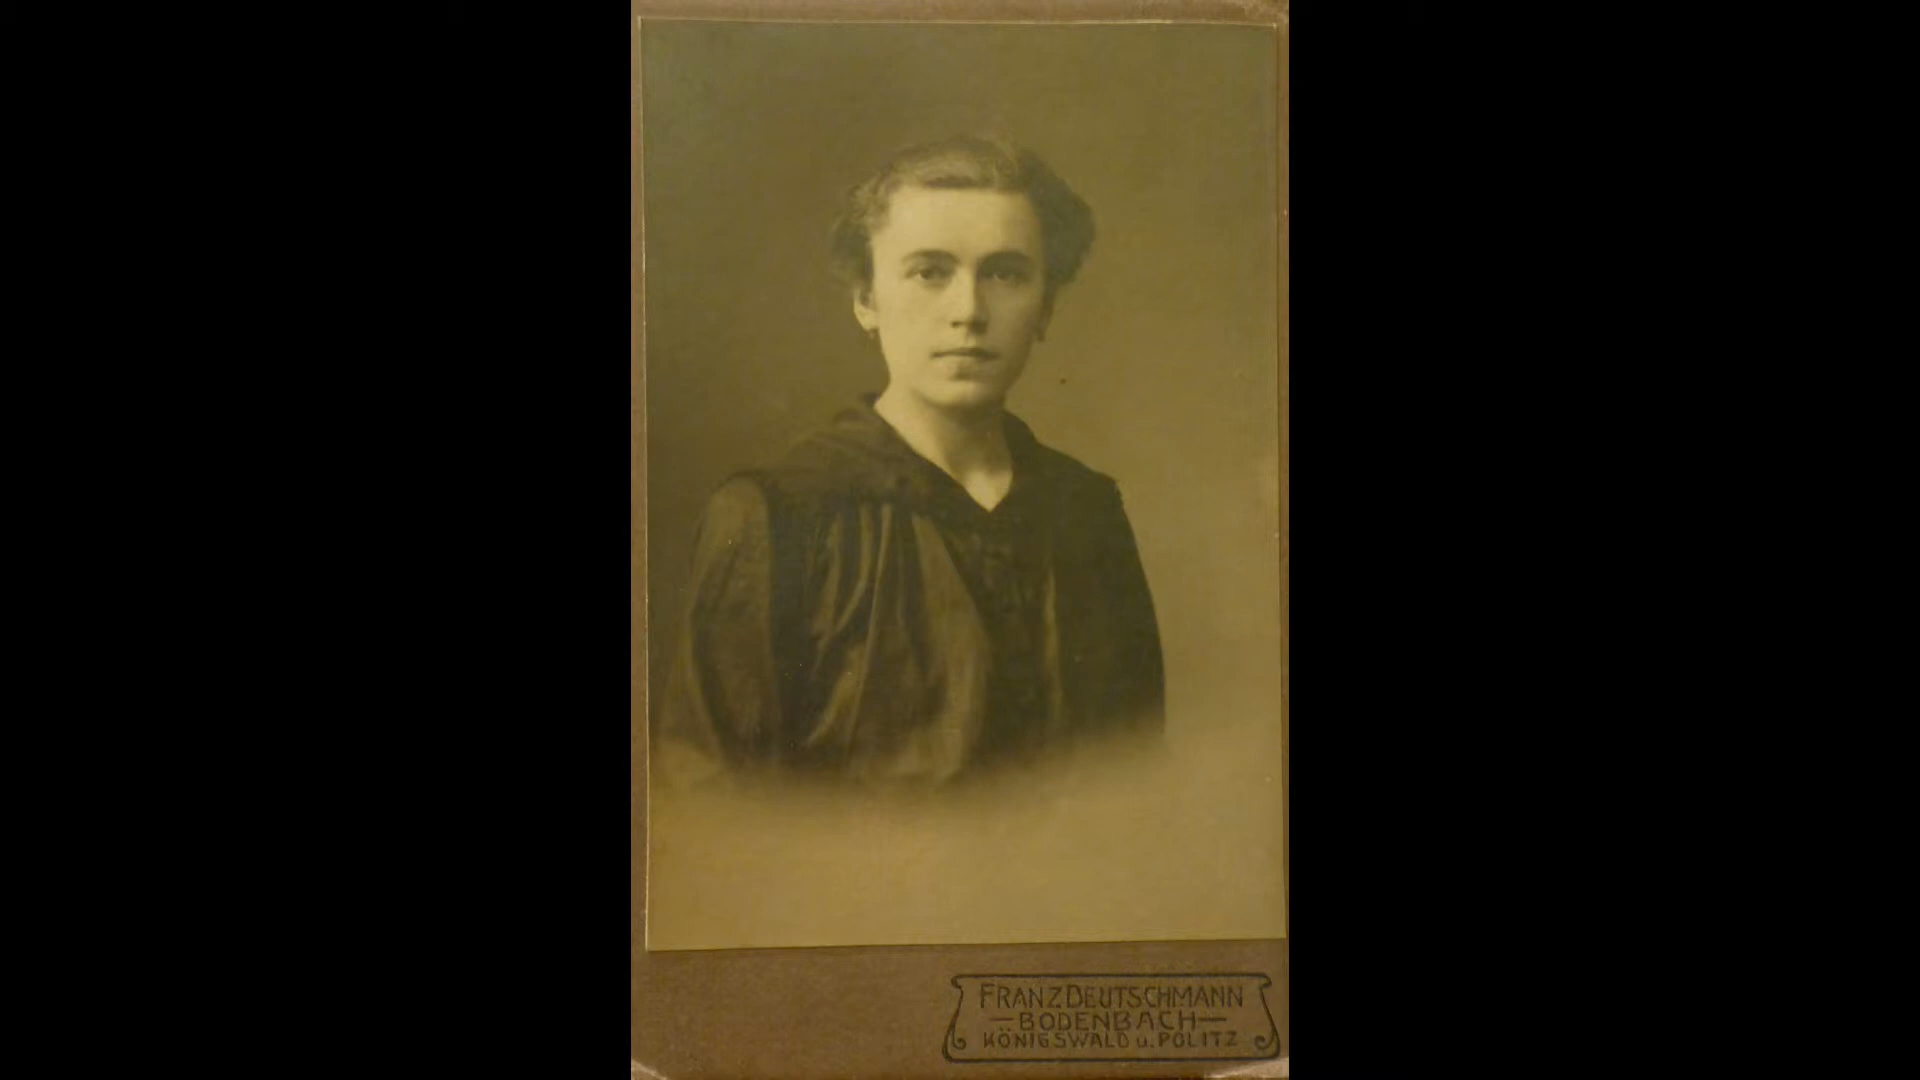 FRANZ DEUTSCHMANN
—BODENBACH—
KÖNIGSWALD u. POLITZ